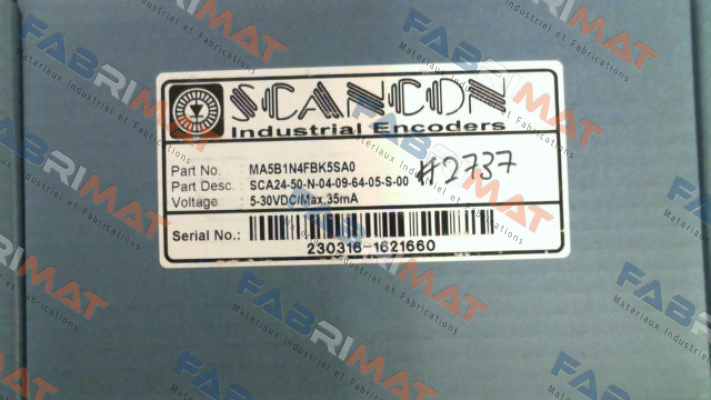 SCANCON
Industrial Encoders
Part No. : MA5B1N4FBK5SA0
Part Desc. : SCA24-50-N-04-09-64-05-S-00
#2737
Voltage : 5-30VDC/Max.35mA
Serial No.:
230316-1621660
FABRIMAT
Materiaux Industriel et Fabrications